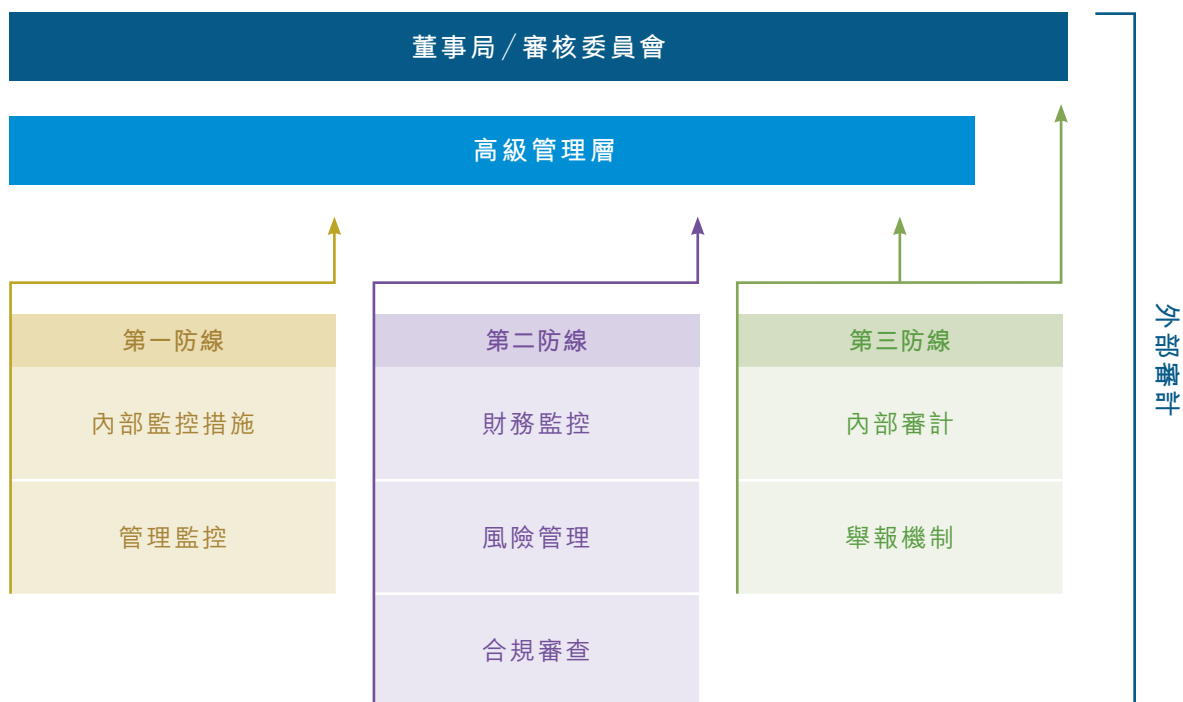 董事局/審核委員會
高級管理層
第一防線
內部監控措施
管理監控
第二防線
財務監控
風險管理
合規審查
第三防線
內部審計
舉報機制
外部審計